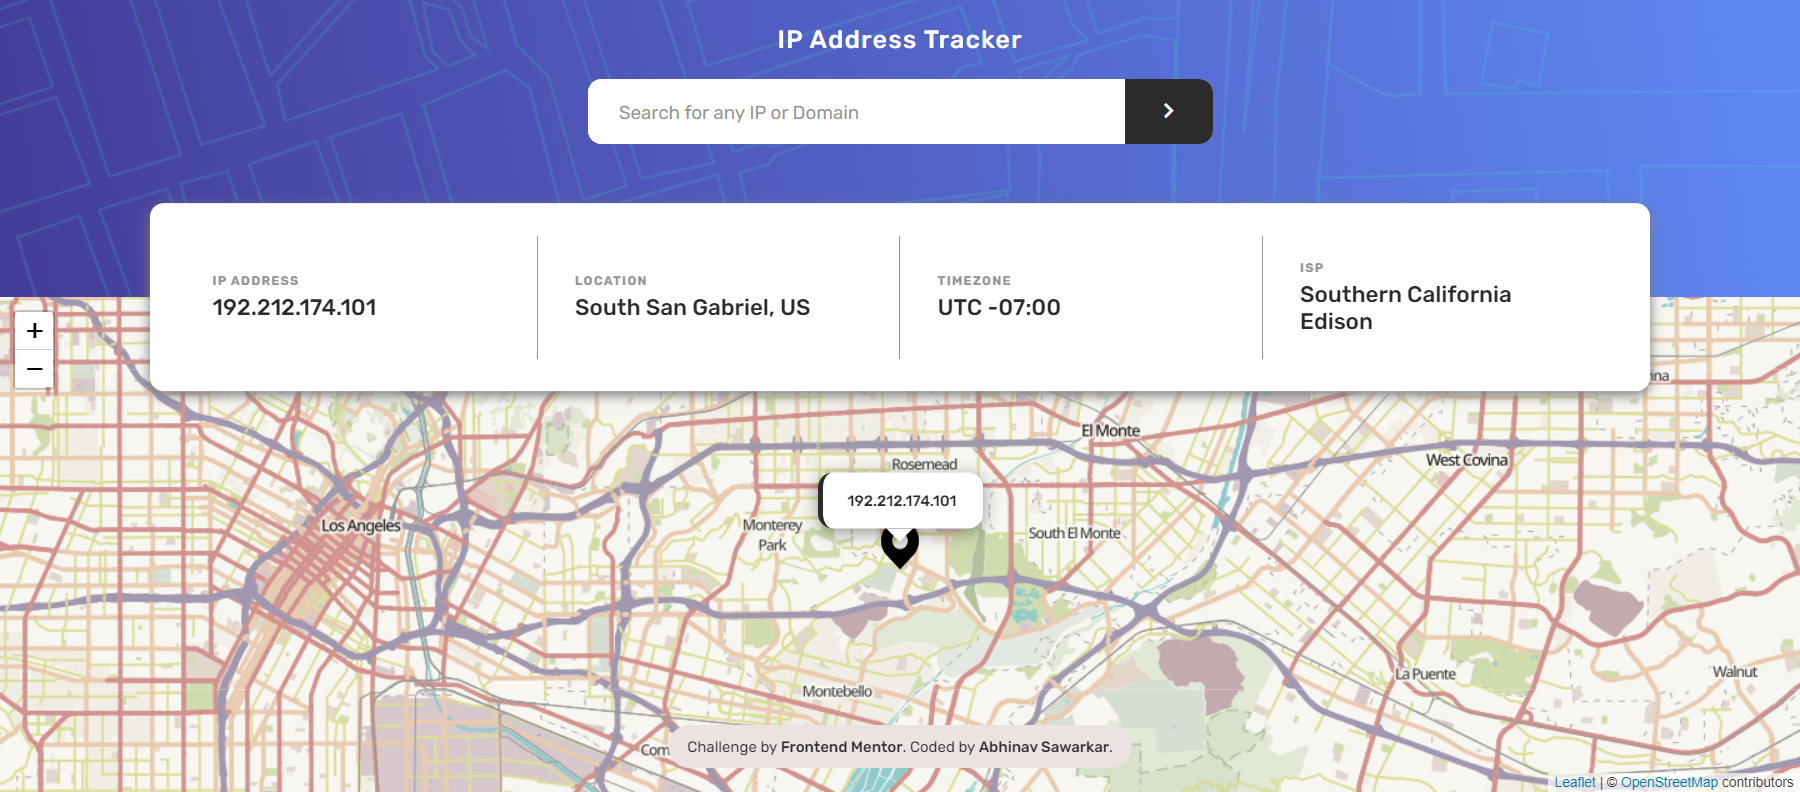 IP Address Tracker
Search for any IP or Domain
IP ADDRESS
192.212.174.101
LOCATION
South San Gabriel, US
TIMEZONE
UTC -07:00
ISP
Southern California
Edison
+
−
El Monte
Rosemead
West Covina
192.212.174.101
Los Angeles
Monterey
Park
South El Monte
La Puente
Walnut
Montebello
Challenge by Frontend Mentor. Coded by Abhinav Sawarkar.
Leaflet | © OpenStreetMap contributors